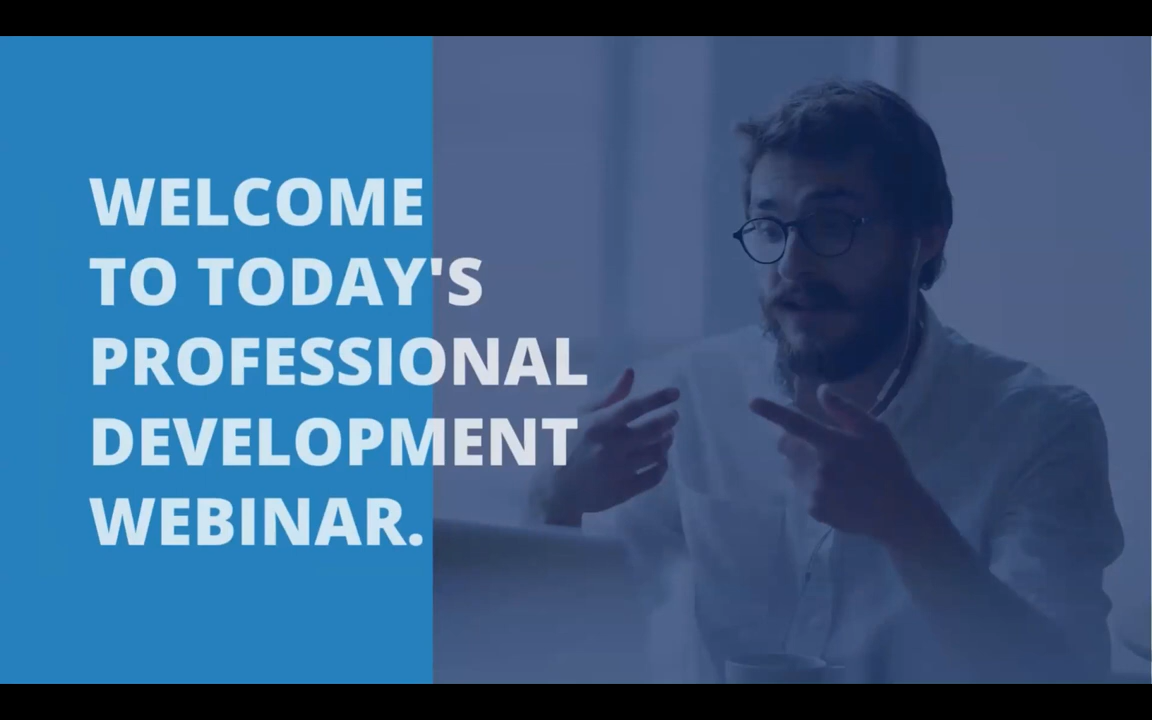 WELCOME
TO TODAY'S
PROFESSIONAL
DEVELOPMENT
WEBINAR.